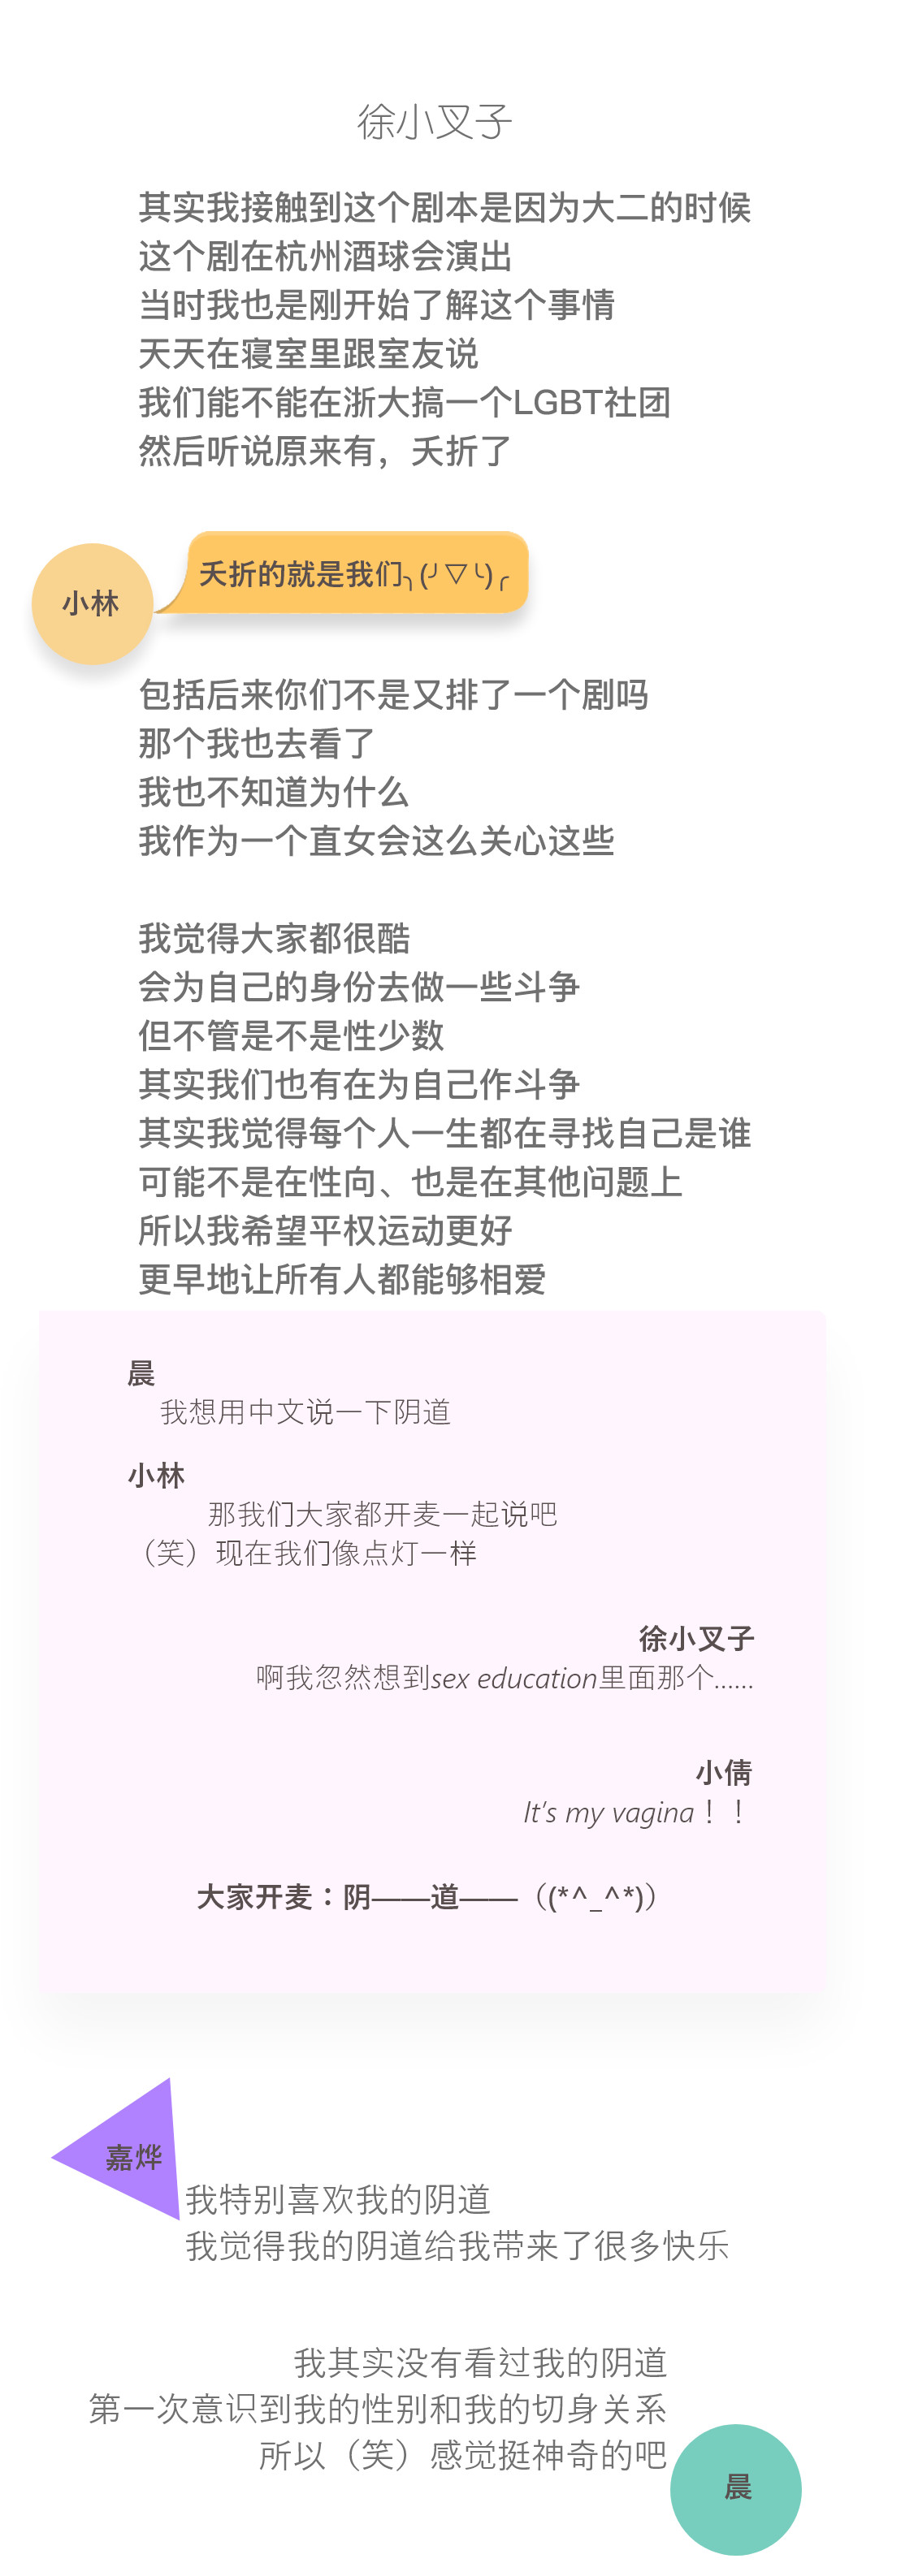 徐小叉子
其实我接触到这个剧本是因为大二的时候
这个剧在杭州酒球会演出
当时我也是刚开始了解这个事情
天天在寝室里跟室友说
我们能不能在浙大搞一个LGBT社团
然后听说原来有，夭折了
夭折的就是我们╮(╯▽╰)╭
小林
包括后来你们不是又排了一个剧吗
那个我也去看了
我也不知道为什么
我作为一个直女会这么关心这些
我觉得大家都很酷
会为自己的身份去做一些斗争
但不管是不是性少数
其实我们也有在为自己作斗争
其实我觉得每个人一生都在寻找自己是谁
可能不是在性向、也是在其他问题上
所以我希望平权运动更好
更早地让所有人都能够相爱
晨
我想用中文说一下阴道
小林
那我们大家都开麦一起说吧
（笑）现在我们像点灯一样
徐小叉子
啊我忽然想到sex education里面那个……
小倩
It's my vagina！！
大家开麦：阴——道——（(*^_^*)）
嘉烨
我特别喜欢我的阴道
我觉得我的阴道给我带来了很多快乐
我其实没有看过我的阴道
第一次意识到我的性别和我的切身关系
所以（笑）感觉挺神奇的吧
晨